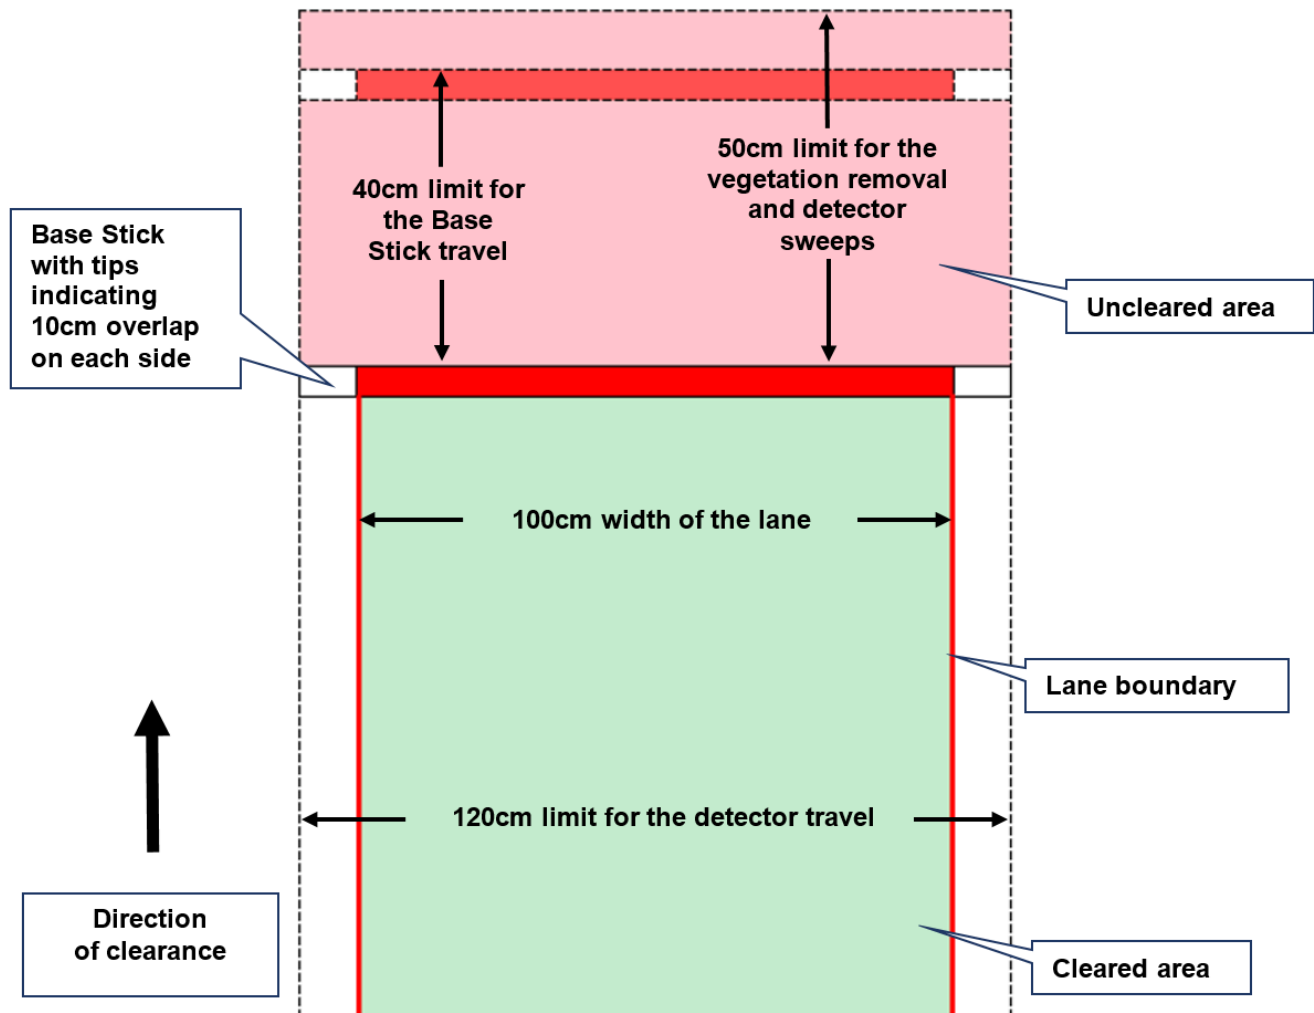 50cm limit for the
vegetation removal
and detector
sweeps
40cm limit for
the Base
Stick travel
Base Stick
with tips
indicating
10cm overlap
on each side
Uncleared area
100cm width of the lane
Lane boundary
120cm limit for the detector travel
Direction
of clearance
Cleared area